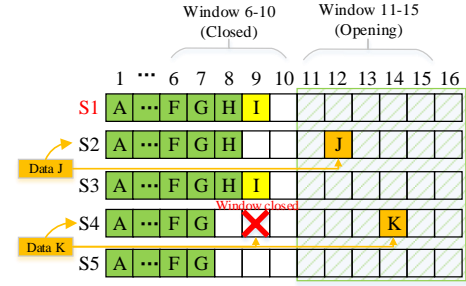 Window 6-10 Window 11-15
(Closed) (Opening)
1 ... 6 7 8 9 10 11 12 13 14 15 16
S1 A ... F G H I
S2 A ... F G H J
Data J
S3 A ... F G H I
Window closed
S4 A ... F G K
Data K
S5 A ... F G